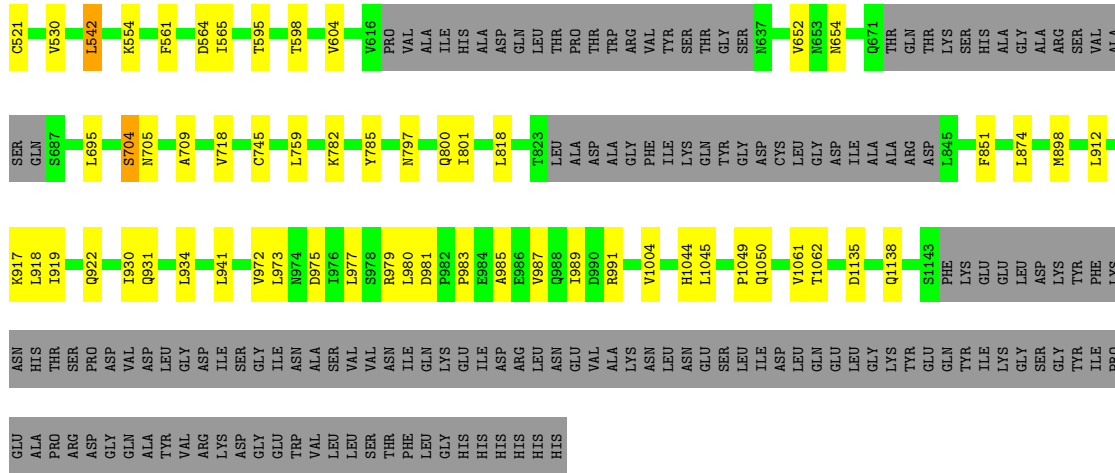 C521 V530 L542 K554 F561 D564 I565 T595 T598 V604 V616 PRO VAL ALA ILE HIS ALA ASP GLN LEU THR PRO THR TRP ARG VAL TYR SER THR GLY SER N637 V652 N653 N654 Q671 THR GLN THR LYS SER HIS ALA GLY ALA ARG SER VAL ALA
SER GLN S687 L695 S704 N705 A709 V718 C745 L759 K782 Y785 N797 Q800 I801 L818 T823 LEU ALA ASP ALA GLY PHE ILE LYS GLN TYR GLY ASP CYS LEU GLY ASP ILE ALA ALA ARG ASP L845 F851 L874 M898 L912
K917 L918 I919 Q922 I930 Q931 L934 L941 V972 L973 N974 D975 I976 L977 S978 R979 L980 D981 P982 P983 E984 A985 E986 V987 Q988 I989 D990 R991 V1004 H1044 L1045 P1049 Q1050 V1061 T1062 D1135 Q1138 S1143 PHE LYS GLU GLU LEU ASP LYS TYR PHE LYS
ASN HIS THR SER PRO ASP VAL ASP LEU GLY ASP ILE SER GLY ILE ASN ALA SER VAL VAL ASN ILE GLN LYS GLU ILE ASP ARG LEU ASN GLU VAL ALA LYS ASN LEU ASN GLU SER LEU ILE ASP LEU GLN GLU LEU GLY LYS TYR GLU GLN TYR ILE LYS GLY SER GLY TYR ILE PRO
GLU ALA PRO ARG ASP GLY GLN ALA TYR VAL ARG LYS ASP GLY GLU TRP VAL LEU LEU SER THR PHE LEU GLY HIS HIS HIS HIS HIS HIS